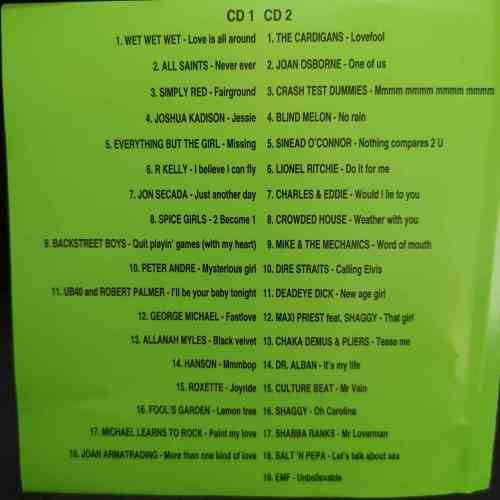 CD 1
1. WET WET WET - Love is all around
2. ALL SAINTS - Never ever
3. SIMPLY RED - Fairground
4. JOSHUA KADISON - Jessie
5. EVERYTHING BUT THE GIRL - Missing
6. R KELLY - I believe I can fly
7. JON SECADA - Just another day
8. SPICE GIRLS - 2 Become 1
9. BACKSTREET BOYS - Quit playin' games (with my heart)
10. PETER ANDRE - Mysterious girl
11. UB40 and ROBERT PALMER - I'll be your baby tonight
12. GEORGE MICHAEL - Fastlove
13. ALLANAH MYLES - Black velvet
14. HANSON - Mmmbop
15. ROXETTE - Joyride
16. FOOL'S GARDEN - Lemon tree
17. MICHAEL LEARNS TO ROCK - Paint my love
18. JOAN ARMATRADING - More than one kind of love
CD 2
1. THE CARDIGANS - Lovefool
2. JOAN OSBORNE - One of us
3. CRASH TEST DUMMIES - Mmmm mmmm mmmm mmmm
4. BLIND MELON - No rain
5. SINEAD O'CONNOR - Nothing compares 2 U
6. LIONEL RITCHIE - Do it for me
7. CHARLES & EDDIE - Would I lie to you
8. CROWDED HOUSE - Weather with you
9. MIKE & THE MECHANICS - Word of mouth
10. DIRE STRAITS - Calling Elvis
11. DEADEYE DICK - New age girl
12. MAXI PRIEST feat. SHAGGY - That girl
13. CHAKA DEMUS & PLIERS - Tease me
14. DR. ALBAN - It's my life
15. CULTURE BEAT - Mr Vain
16. SHAGGY - Oh Carolina
17. SHABBA RANKS - Mr Loverman
18. SALT 'N PEPA - Let's talk about sex
19. EMF - Unbelievable